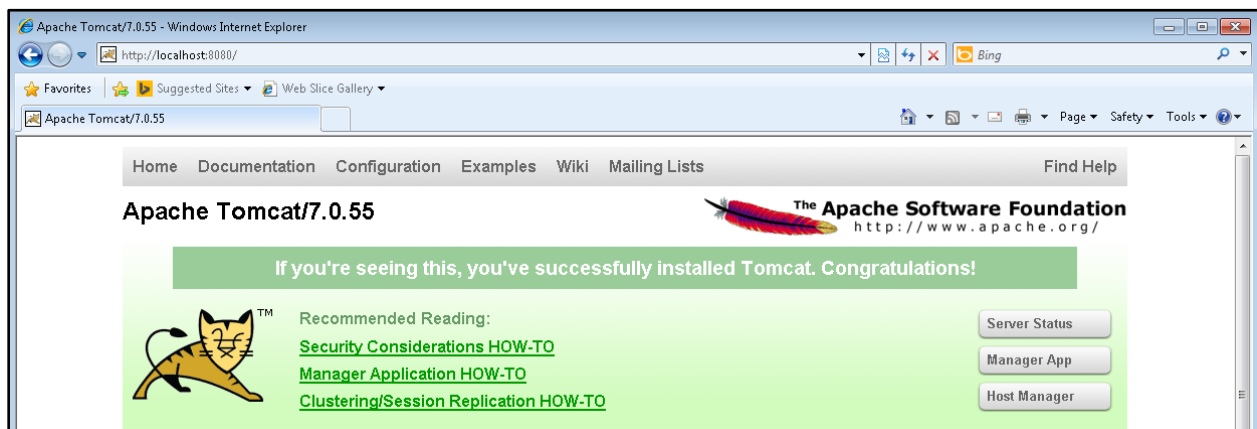 Apache Tomcat/7.0.55 - Windows Internet Explorer
http://localhost:8080/
Bing
Favorites Suggested Sites Web Slice Gallery
Apache Tomcat/7.0.55 Page Safety Tools
Home Documentation Configuration Examples Wiki Mailing Lists Find Help
Apache Tomcat/7.0.55
The Apache Software Foundation
http://www.apache.org/
If you're seeing this, you've successfully installed Tomcat. Congratulations!
TM
Recommended Reading:
Security Considerations HOW-TO
Manager Application HOW-TO
Clustering/Session Replication HOW-TO
Server Status
Manager App
Host Manager